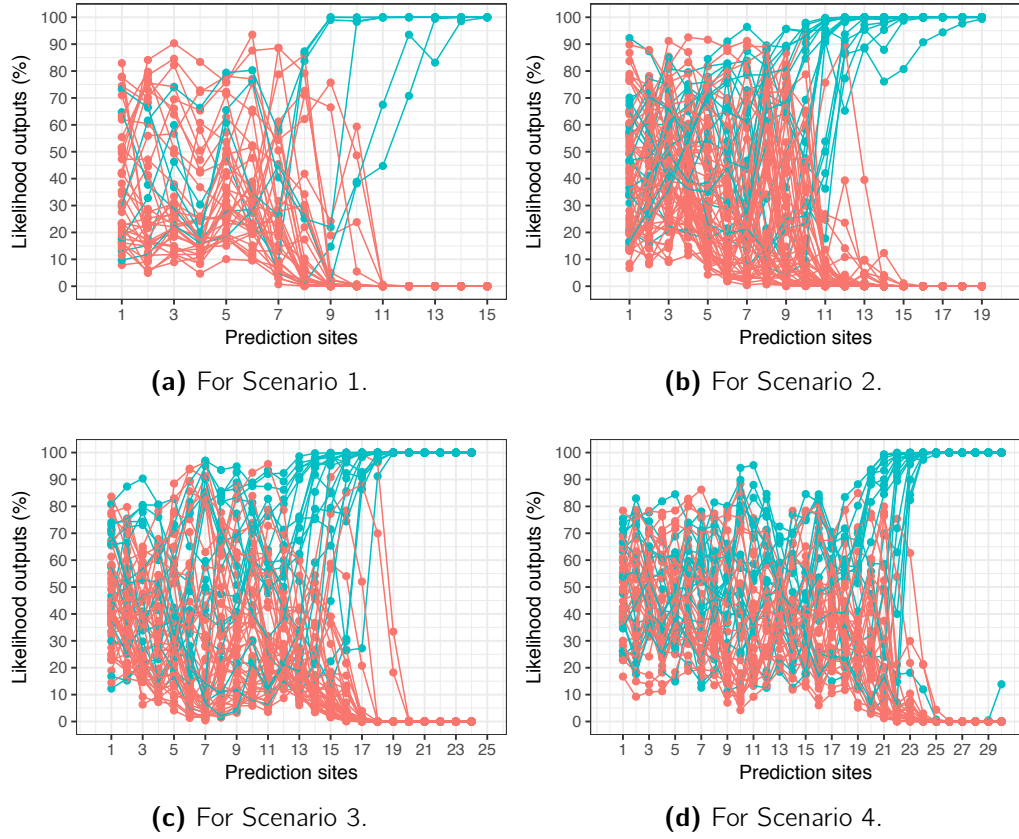 100
90
80
70
60
50
40
30
20
10
0
Likelihood outputs (%)
1 3 5 7 9 11 13 15
Prediction sites
(a) For Scenario 1.
100
90
80
70
60
50
40
30
20
10
0
Likelihood outputs (%)
1 3 5 7 9 11 13 15 17 19
Prediction sites
(b) For Scenario 2.
100
90
80
70
60
50
40
30
20
10
0
Likelihood outputs (%)
1 3 5 7 9 11 13 15 17 19 21 23 25
Prediction sites
(c) For Scenario 3.
100
90
80
70
60
50
40
30
20
10
0
Likelihood outputs (%)
1 3 5 7 9 11 13 15 17 19 21 23 25 27 29
Prediction sites
(d) For Scenario 4.